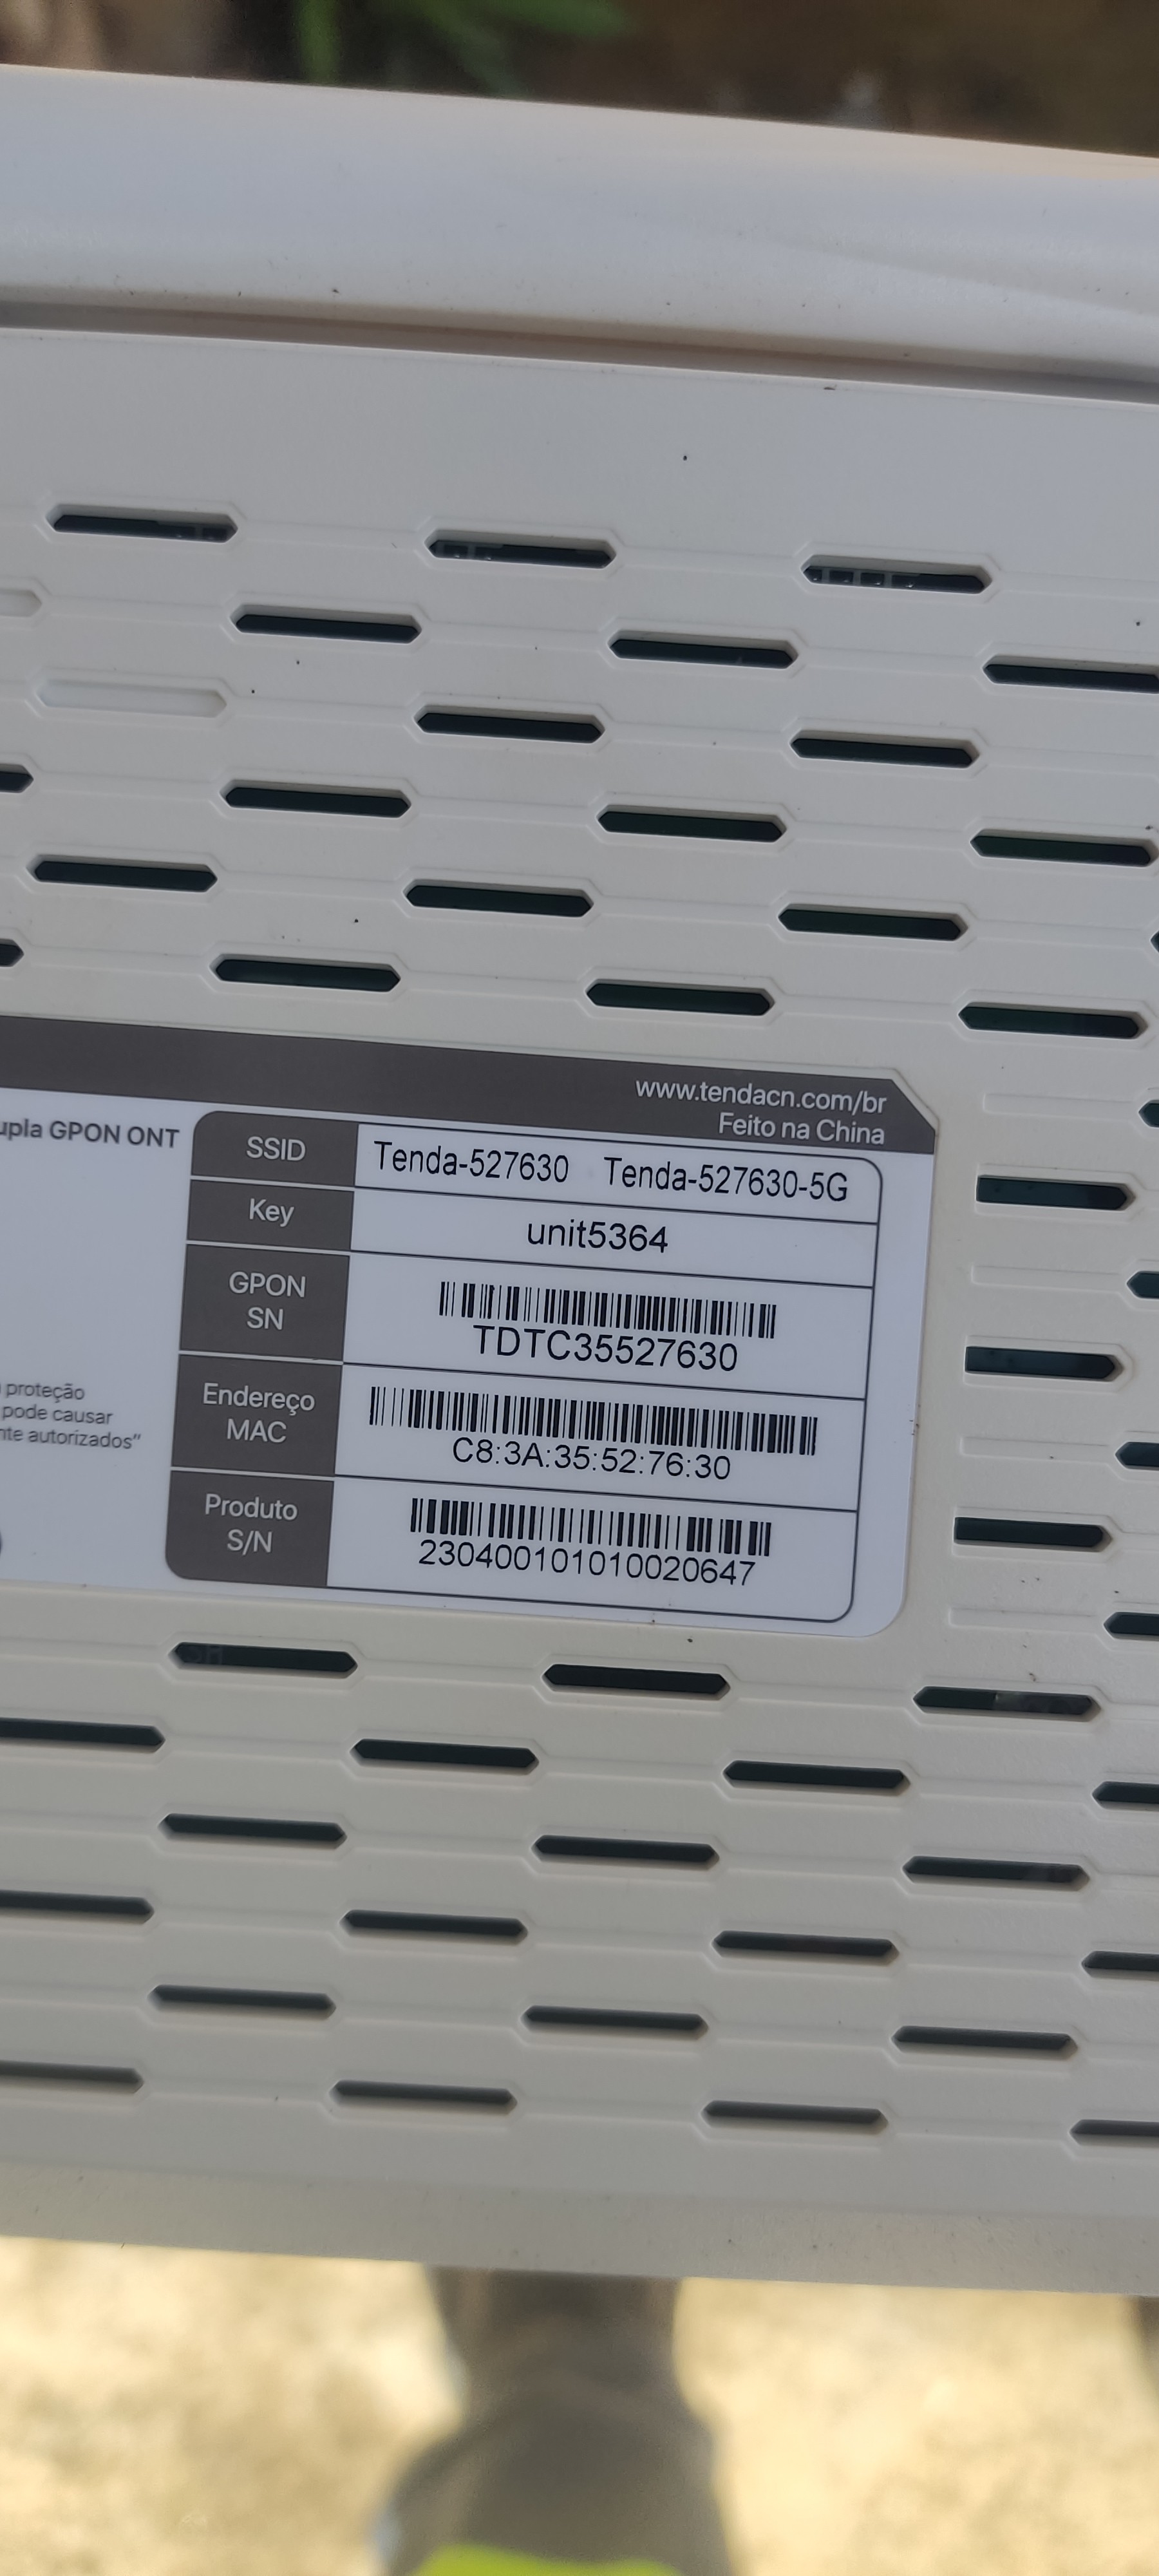 www.tendacn.com/br
Feito na China
upla GPON ONT
SSID Tenda-527630 Tenda-527630-5G
Key unit5364
GPON SN TDTC35527630
proteção
pode causar
nte autorizados"
Endereço MAC C8:3A:35:52:76:30
Produto S/N 230400101010020647